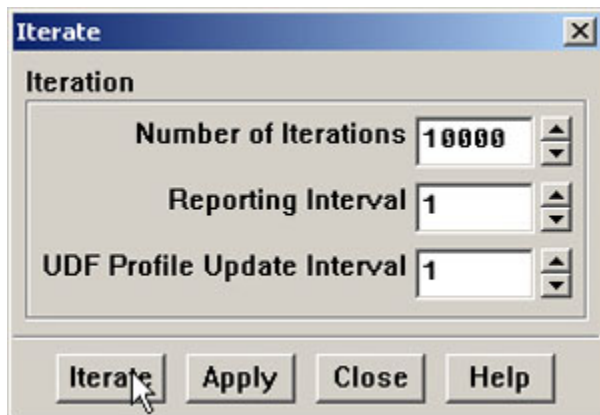 Iterate
Iteration
Number of Iterations 10000
Reporting Interval 1
UDF Profile Update Interval 1
Iterate Apply Close Help